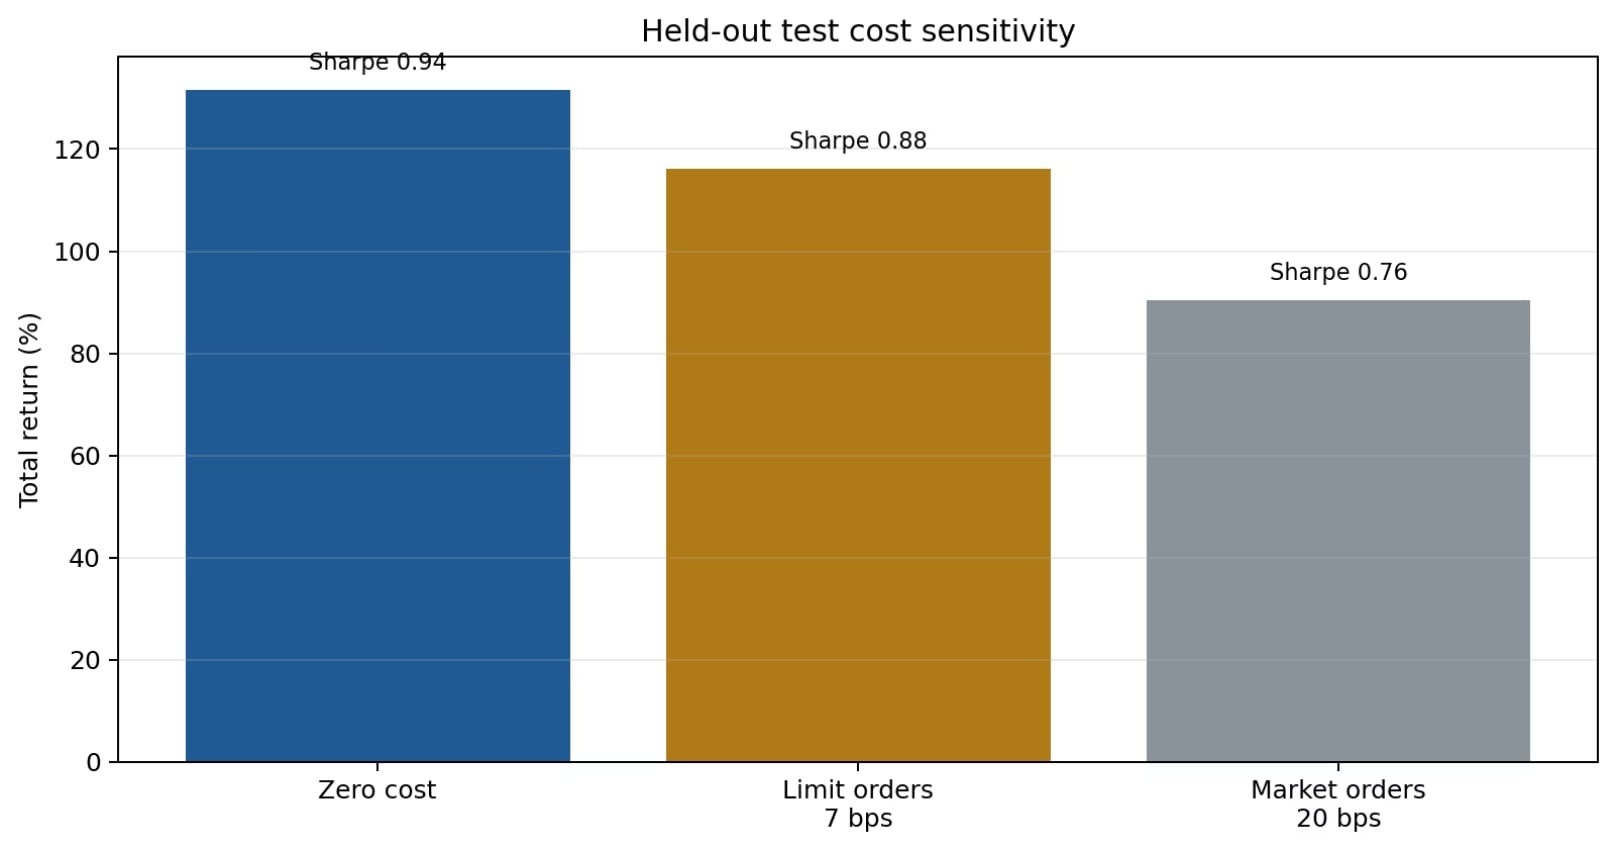 Held-out test cost sensitivity
Sharpe 0.94
Sharpe 0.88
Sharpe 0.76
Total return (%)
120
100
80
60
40
20
0
Zero cost
Limit orders
7 bps
Market orders
20 bps